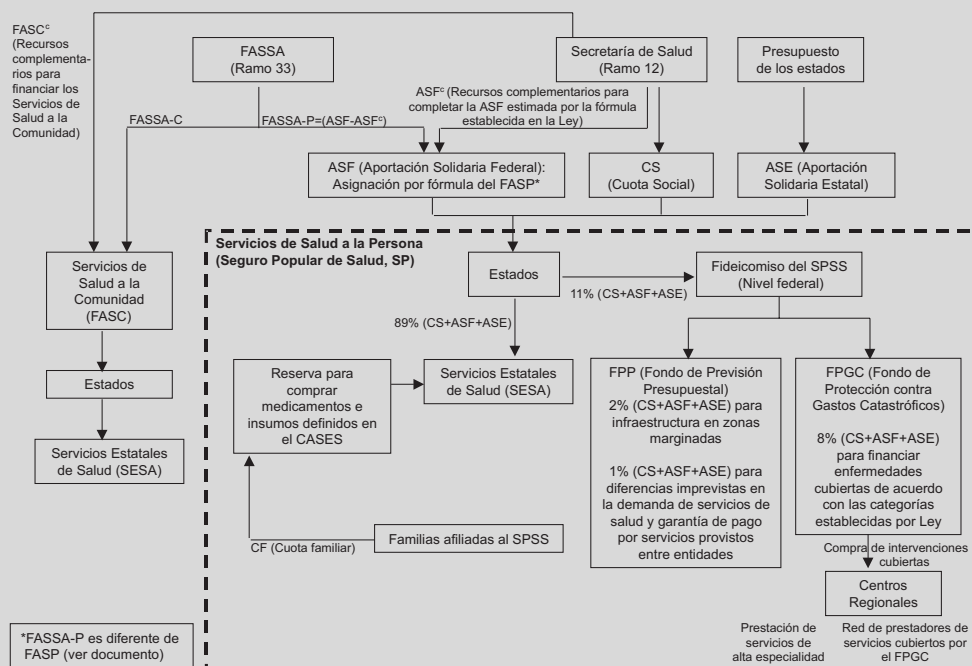 FASCᶜ
(Recursos
complementa-
rios para
financiar los
Servicios de
Salud a la
Comunidad)
FASSA
(Ramo 33)
Secretaría de Salud
(Ramo 12)
Presupuesto
de los estados
FASSA-C
FASSA-P=(ASF-ASFᶜ)
ASFᶜ (Recursos complementarios para
completar la ASF estimada por la fórmula
establecida en la Ley)
ASF (Aportación Solidaria Federal):
Asignación por fórmula del FASP*
CS
(Cuota Social)
ASE (Aportación
Solidaria Estatal)
Servicios de
Salud a la
Comunidad
(FASC)
Estados
Servicios Estatales
de Salud (SESA)
Servicios de Salud a la Persona
(Seguro Popular de Salud, SP)
Estados
11% (CS+ASF+ASE)
Fideicomiso del SPSS
(Nivel federal)
89% (CS+ASF+ASE)
Reserva para
comprar
medicamentos e
insumos definidos en
el CASES
Servicios Estatales
de Salud (SESA)
CF (Cuota familiar)
Familias afiliadas al SPSS
FPP (Fondo de Previsión
Presupuestal)
2% (CS+ASF+ASE) para
infraestructura en zonas
marginadas
1% (CS+ASF+ASE) para
diferencias imprevistas en
la demanda de servicios de
salud y garantía de pago
por servicios provistos
entre entidades
FPGC (Fondo de
Protección contra
Gastos Catastróficos)
8% (CS+ASF+ASE)
para financiar
enfermedades
cubiertas de acuerdo
con las categorías
establecidas por Ley
Compra de intervenciones
cubiertas
Centros
Regionales
Prestación de
servicios de
alta especialidad
Red de prestadores de
servicios cubiertos por
el FPGC
*FASSA-P es diferente de
FASP (ver documento)